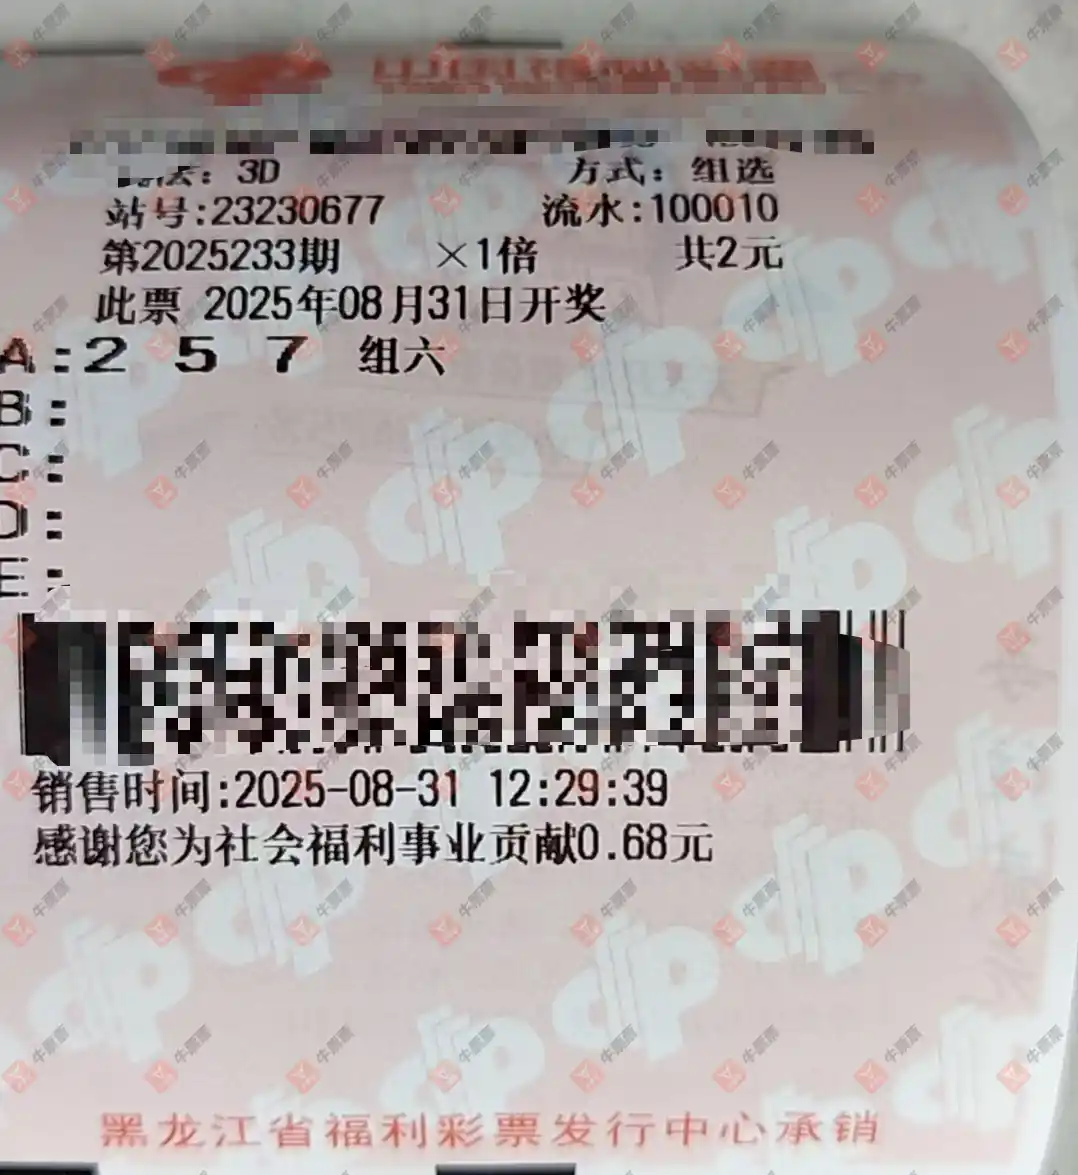 3D 方式：组选
站号:23230677 流水:100010
第2025233期 ×1倍 共2元
此票 2025年08月31日开奖
A:2 5 7 组六
B:
C:
D:
E:
销售时间:2025-08-31 12:29:39
感谢您为社会福利事业贡献0.68元
黑龙江省福利彩票发行中心承销
牛票票